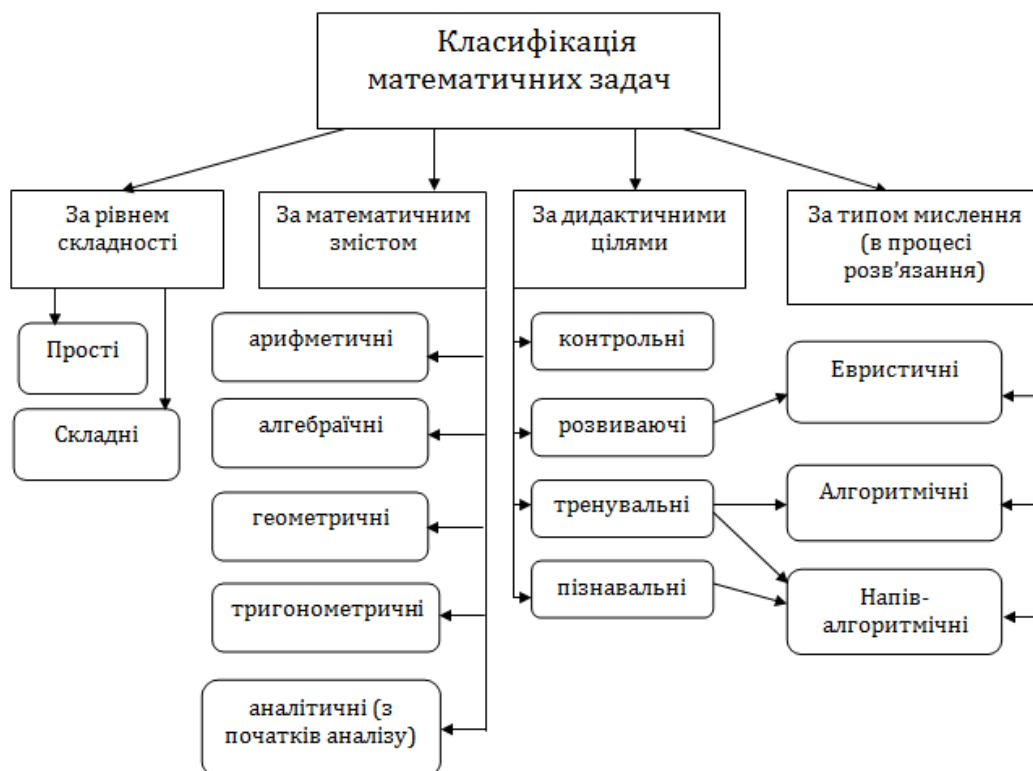 Класифікація
математичних задач
За рівнем
складності
За математичним
змістом
За дидактичними
цілями
За типом мислення
(в процесі
розв’язання)
Прості
Складні
арифметичні
алгебраїчні
геометричні
тригонометричні
аналітичні (з
початків аналізу)
контрольні
розвиваючі
тренувальні
пізнавальні
Евристичні
Алгоритмічні
Напів-
алгоритмічні